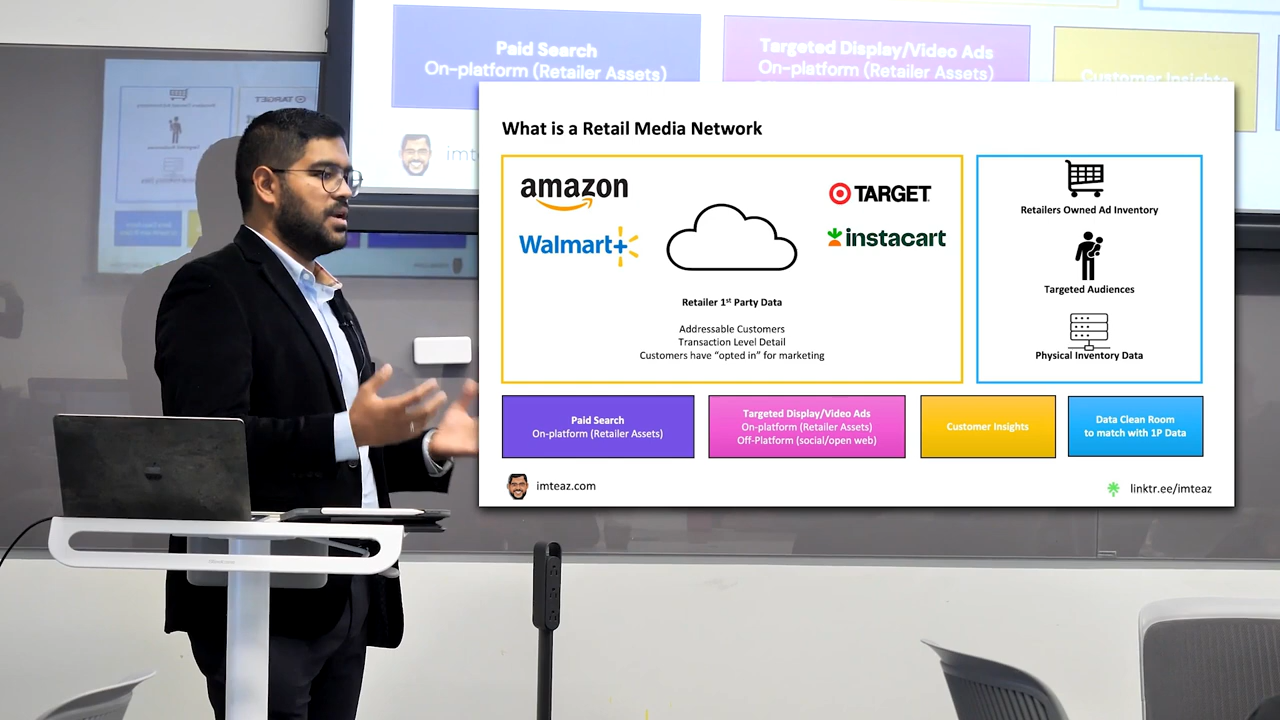 Paid Search
On-platform (Retailer Assets)
Targeted Display/Video Ads
On-platform (Retailer Assets)
Customer Insights
TARGET
imt
What is a Retail Media Network
amazon
Walmart+
TARGET
instacart
Retailer 1st Party Data
Addressable Customers
Transaction Level Detail
Customers have “opted in” for marketing
Retailers Owned Ad Inventory
Targeted Audiences
Physical Inventory Data
Paid Search
On-platform (Retailer Assets)
Targeted Display/Video Ads
On-platform (Retailer Assets)
Off-Platform (social/open web)
Customer Insights
Data Clean Room
to match with 1P Data
imteaz.com
linktr.ee/imteaz